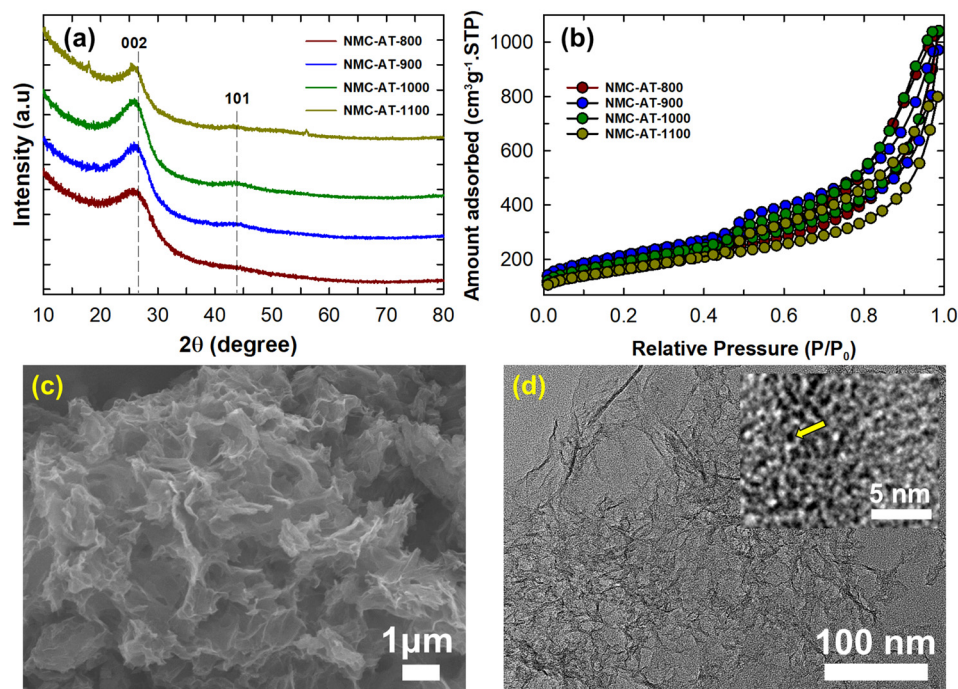 (a)
002
101
NMC-AT-800
NMC-AT-900
NMC-AT-1000
NMC-AT-1100
Intensity (a.u)
10 20 30 40 50 60 70 80
2θ (degree)
(b)
1000
800
600
400
200
NMC-AT-800
NMC-AT-900
NMC-AT-1000
NMC-AT-1100
Amount adsorbed (cm³g⁻¹.STP)
0.0 0.2 0.4 0.6 0.8 1.0
Relative Pressure (P/P₀)
(c)
1μm
(d)
5 nm
100 nm